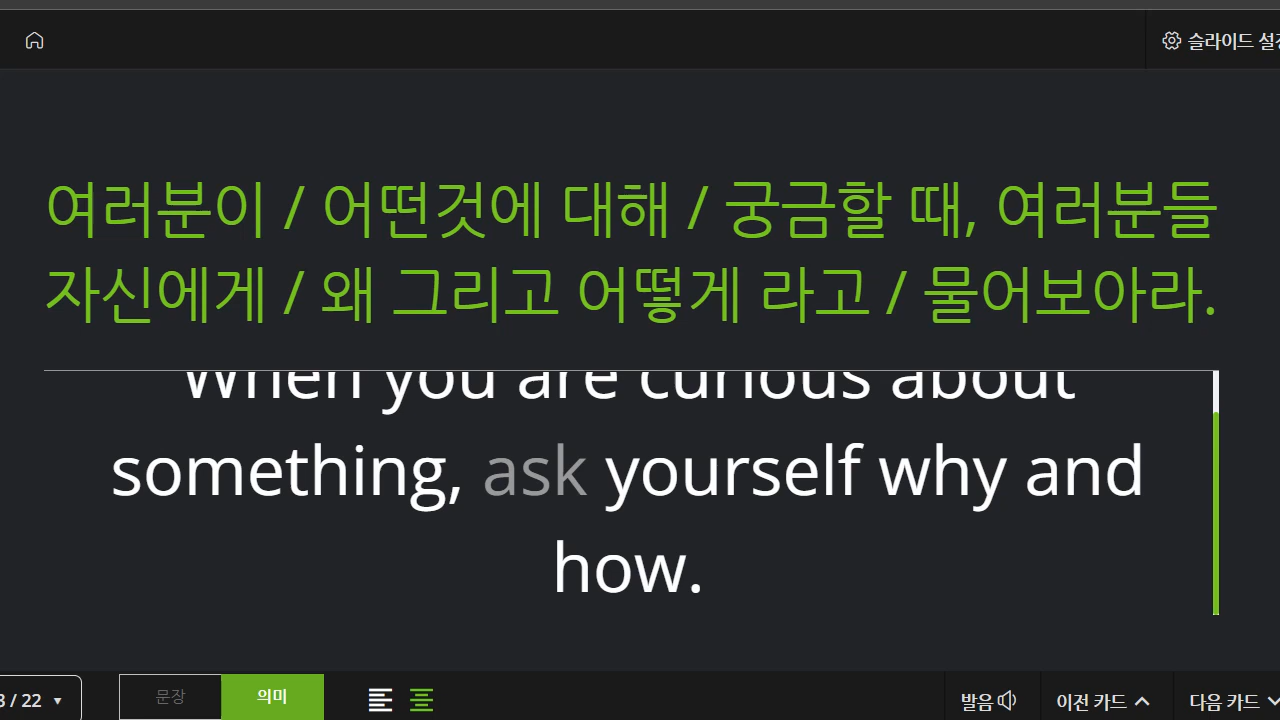 슬라이드 설정
여러분이 / 어떤것에 대해 / 궁금할 때, 여러분들
자신에게 / 왜 그리고 어떻게 라고 / 물어보아라.
When you are curious about
something, ask yourself why and
how.
/ 22
문장
의미
발음
이전 카드
다음 카드